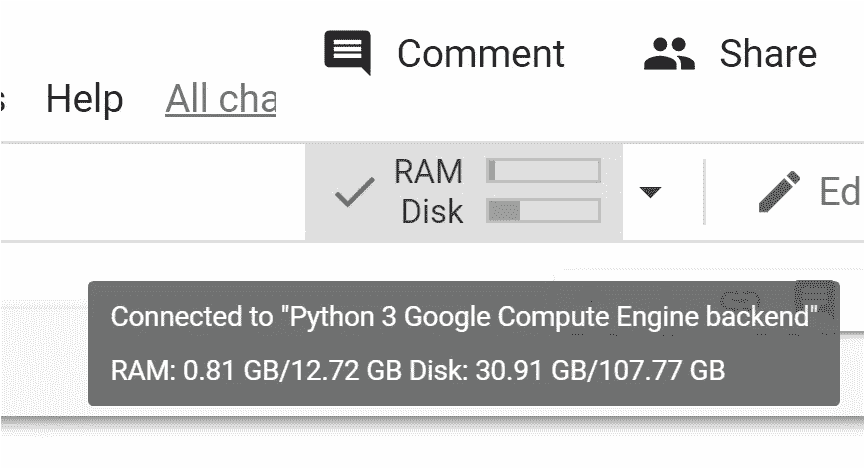 Comment Share
s Help All cha
RAM
Disk
Ed
Connected to "Python 3 Google Compute Engine backend"
RAM: 0.81 GB/12.72 GB Disk: 30.91 GB/107.77 GB